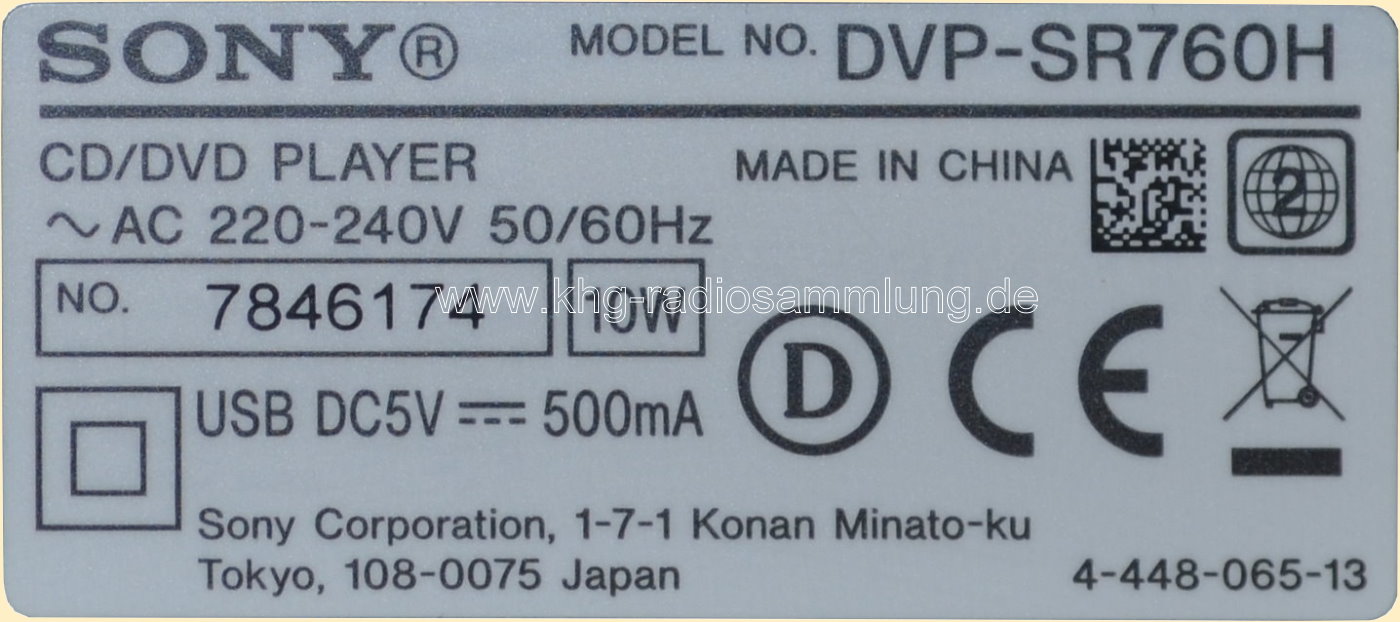 SONY® MODEL NO. DVP-SR760H
CD/DVD PLAYER MADE IN CHINA
2
~ AC 220-240V 50/60Hz
NO. 7846174 10W
www.khg-radiosammlung.de
D CE
USB DC5V ⎓ 500mA
Sony Corporation, 1-7-1 Konan Minato-ku
Tokyo, 108-0075 Japan 4-448-065-13